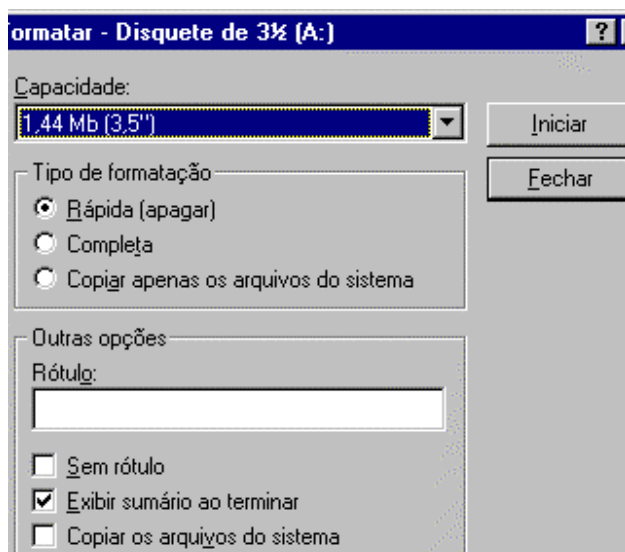 ormatar - Disquete de 3½ (A:)
?
Capacidade:
1,44 Mb (3,5")
Iniciar
Fechar
Tipo de formatação
Rápida (apagar)
Completa
Copiar apenas os arquivos do sistema
Outras opções
Rótulo:
Sem rótulo
Exibir sumário ao terminar
Copiar os arquivos do sistema